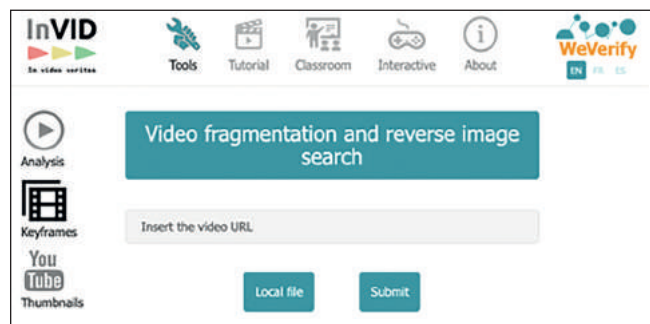 InVID
In video veritas
Tools
Tutorial
Classroom
Interactive
About
WeVerify
EN FR ES
Analysis
Keyframes
You
Tube
Thumbnails
Video fragmentation and reverse image
search
Insert the video URL
Local file
Submit